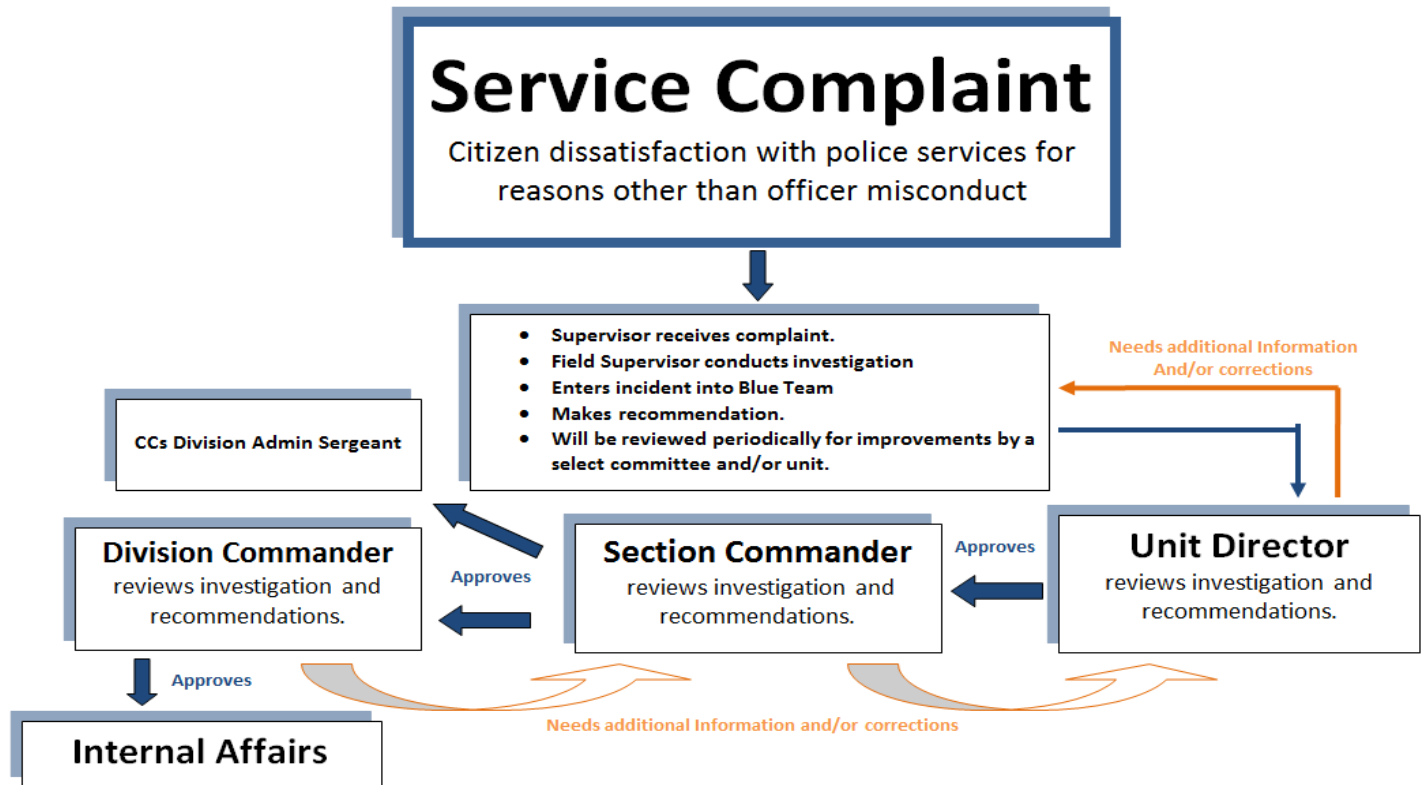 Service Complaint
Citizen dissatisfaction with police services for
reasons other than officer misconduct
• Supervisor receives complaint.
• Field Supervisor conducts investigation
• Enters incident into Blue Team
• Makes recommendation.
• Will be reviewed periodically for improvements by a
select committee and/or unit.
Needs additional Information
And/or corrections
CCs Division Admin Sergeant
Division Commander
reviews investigation and
recommendations.
Approves
Section Commander
reviews investigation and
recommendations.
Approves
Unit Director
reviews investigation and
recommendations.
Approves
Needs additional Information and/or corrections
Internal Affairs